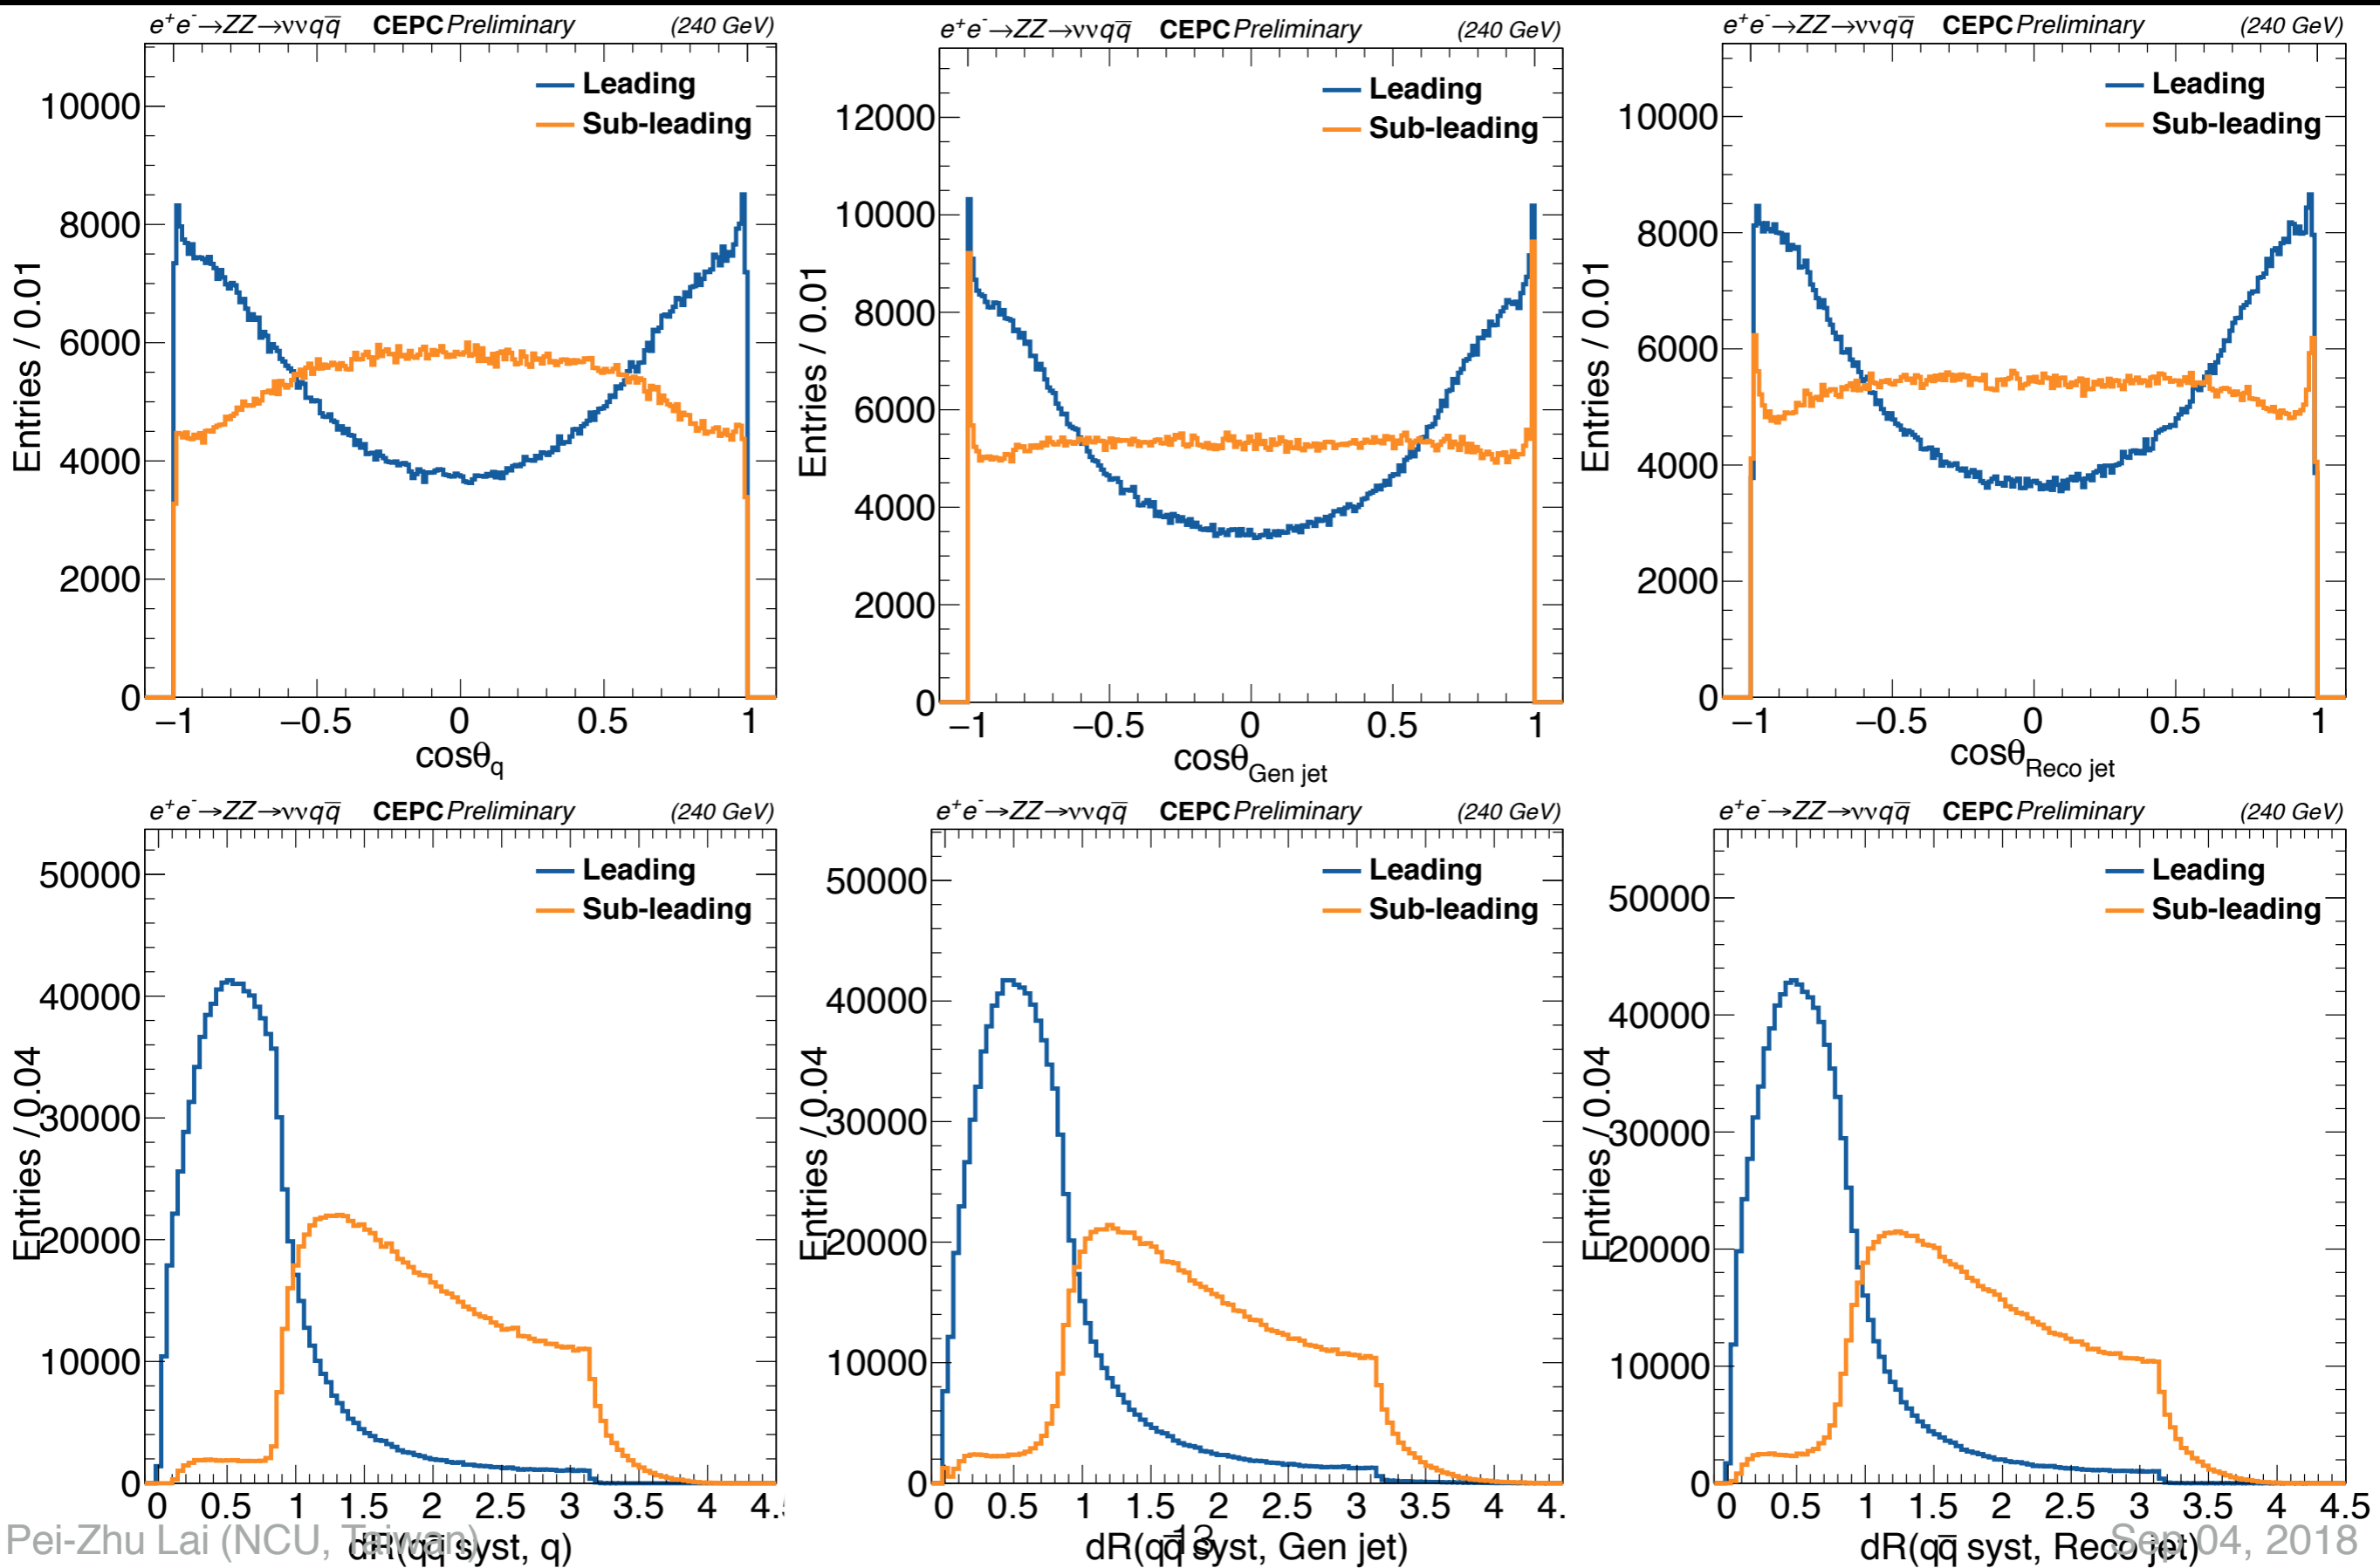 e⁺e⁻→ZZ→ννqq̅ CEPC Preliminary (240 GeV)
Leading
Sub-leading
Entries / 0.01
10000
8000
6000
4000
2000
0
−1 −0.5 0 0.5 1
cosθq
e⁺e⁻→ZZ→ννqq̅ CEPC Preliminary (240 GeV)
Leading
Sub-leading
Entries / 0.01
12000
10000
8000
6000
4000
2000
0
−1 −0.5 0 0.5 1
cosθGen jet
e⁺e⁻→ZZ→ννqq̅ CEPC Preliminary (240 GeV)
Leading
Sub-leading
Entries / 0.01
10000
8000
6000
4000
2000
0
−1 −0.5 0 0.5 1
cosθReco jet
e⁺e⁻→ZZ→ννqq̅ CEPC Preliminary (240 GeV)
Leading
Sub-leading
Entries / 0.04
50000
40000
30000
20000
10000
0
0 0.5 1 1.5 2 2.5 3 3.5 4 4.
dR(qq̅ syst, q)
e⁺e⁻→ZZ→ννqq̅ CEPC Preliminary (240 GeV)
Leading
Sub-leading
Entries / 0.04
50000
40000
30000
20000
10000
0
0 0.5 1 1.5 2 2.5 3 3.5 4 4.
dR(qq̅ syst, Gen jet)
e⁺e⁻→ZZ→ννqq̅ CEPC Preliminary (240 GeV)
Leading
Sub-leading
Entries / 0.04
50000
40000
30000
20000
10000
0
0 0.5 1 1.5 2 2.5 3 3.5 4 4.5
dR(qq̅ syst, Reco jet)
Pei-Zhu Lai (NCU, Taiwan) 13 Sep 04, 2018